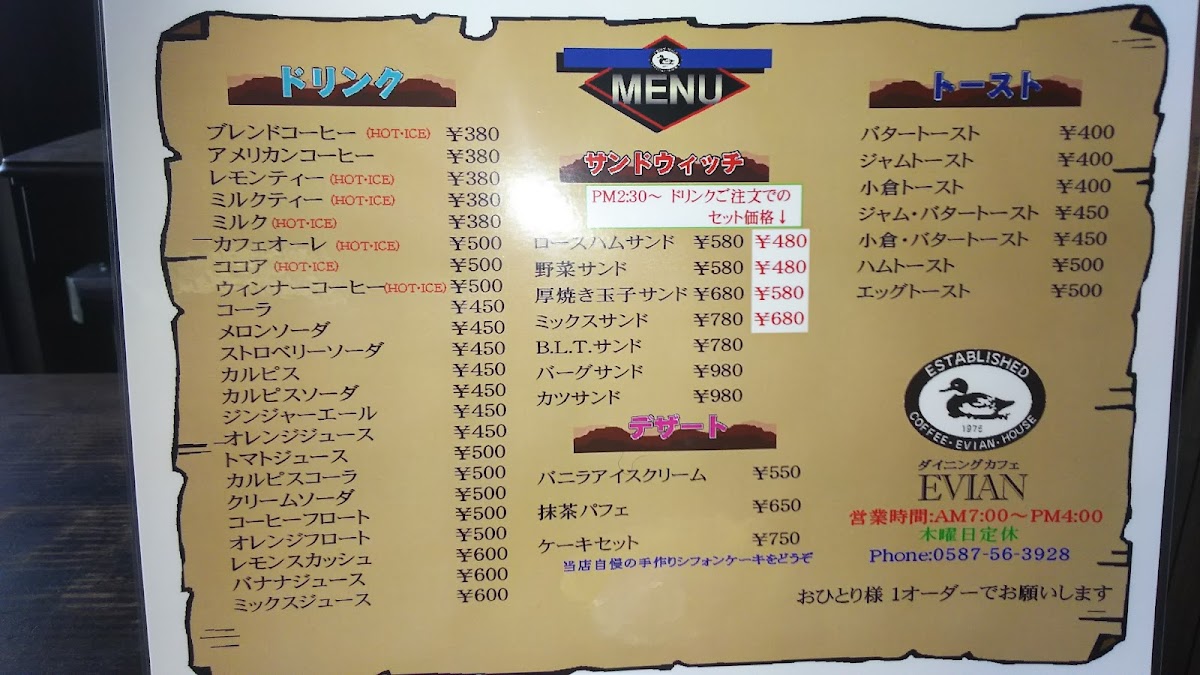 ドリンク
ブレンドコーヒー (HOT・ICE) ¥380
アメリカンコーヒー ¥380
レモンティー (HOT・ICE) ¥380
ミルクティー (HOT・ICE) ¥380
ミルク (HOT・ICE) ¥380
カフェオーレ (HOT・ICE) ¥500
ココア (HOT・ICE) ¥500
ウィンナーコーヒー (HOT・ICE) ¥500
コーラ ¥450
メロンソーダ ¥450
ストロベリーソーダ ¥450
カルピス ¥450
カルピスソーダ ¥450
ジンジャーエール ¥450
オレンジジュース ¥450
トマトジュース ¥500
カルピスコーラ ¥500
クリームソーダ ¥500
コーヒーフロート ¥500
オレンジフロート ¥500
レモンスカッシュ ¥600
バナナジュース ¥600
ミックスジュース ¥600
MENU
サンドウィッチ
PM2:30～ ドリンクご注文での
セット価格↓
ロースハムサンド ¥580 ¥480
野菜サンド ¥580 ¥480
厚焼き玉子サンド ¥680 ¥580
ミックスサンド ¥780 ¥680
B.L.T.サンド ¥780
バーグサンド ¥980
カツサンド ¥980
デザート
バニラアイスクリーム ¥550
抹茶パフェ ¥650
ケーキセット ¥750
当店自慢の手作りシフォンケーキをどうぞ
トースト
バタートースト ¥400
ジャムトースト ¥400
小倉トースト ¥400
ジャム・バタートースト ¥450
小倉・バタートースト ¥450
ハムトースト ¥500
エッグトースト ¥500
ESTABLISHED
1976
COFFEE・EVIAN・HOUSE
ダイニングカフェ
EVIAN
営業時間:AM7:00～PM4:00
木曜日定休
Phone:0587-56-3928
おひとり様 1オーダーでお願いします